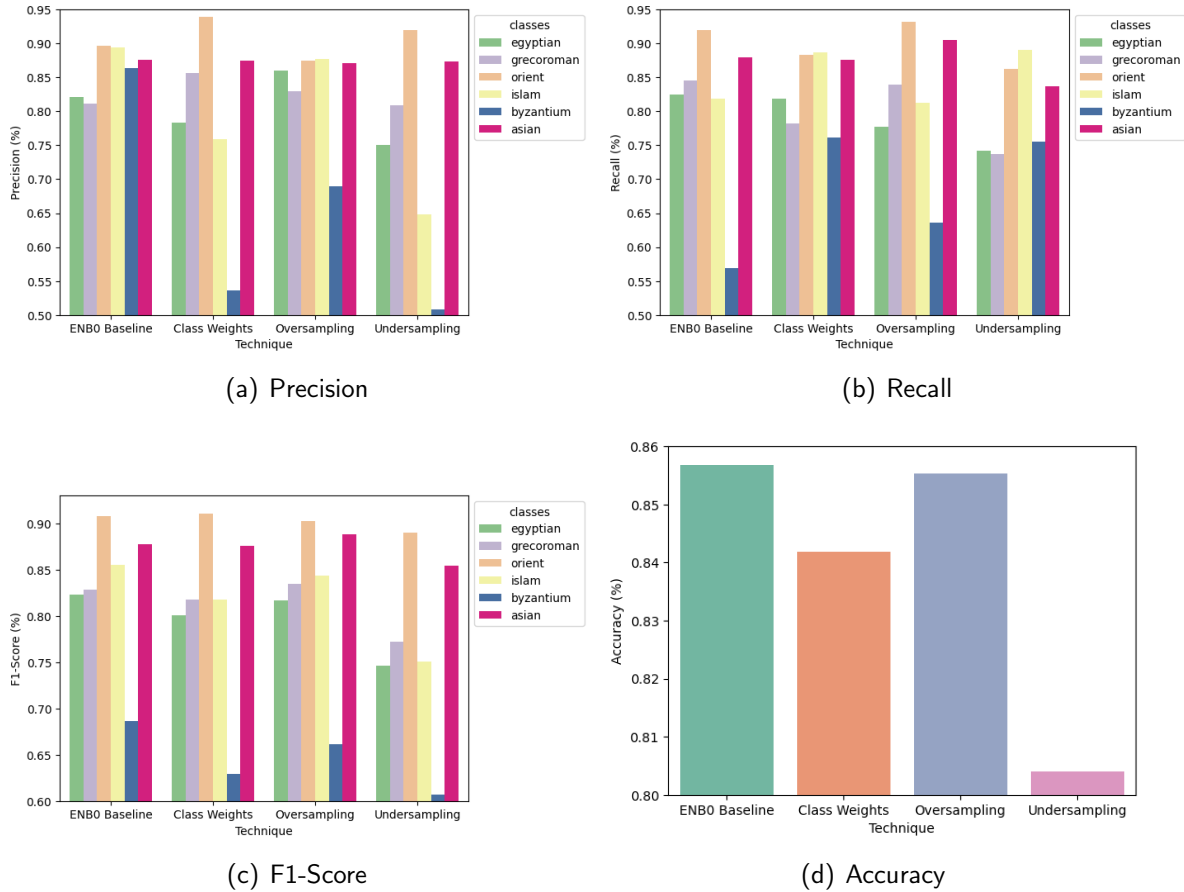 0.95
0.90
0.85
0.80
0.75
0.70
0.65
0.60
0.55
0.50
Precision (%)
ENB0 Baseline Class Weights Oversampling Undersampling
Technique
classes
egyptian
grecoroman
orient
islam
byzantium
asian
(a) Precision
0.95
0.90
0.85
0.80
0.75
0.70
0.65
0.60
0.55
0.50
Recall (%)
ENB0 Baseline Class Weights Oversampling Undersampling
Technique
classes
egyptian
grecoroman
orient
islam
byzantium
asian
(b) Recall
0.90
0.85
0.80
0.75
0.70
0.65
0.60
F1-Score (%)
ENB0 Baseline Class Weights Oversampling Undersampling
Technique
classes
egyptian
grecoroman
orient
islam
byzantium
asian
(c) F1-Score
0.86
0.85
0.84
0.83
0.82
0.81
0.80
Accuracy (%)
ENB0 Baseline Class Weights Oversampling Undersampling
Technique
(d) Accuracy